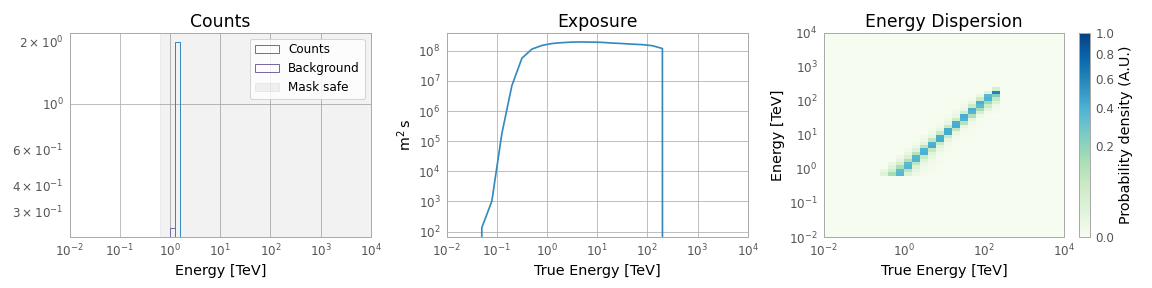 Counts
2 × 10⁰
10⁰
6 × 10⁻¹
4 × 10⁻¹
3 × 10⁻¹
Counts
Background
Mask safe
10⁻² 10⁻¹ 10⁰ 10¹ 10² 10³ 10⁴
Energy [TeV]
Exposure
m² s
10⁸
10⁷
10⁶
10⁵
10⁴
10³
10²
10⁻² 10⁻¹ 10⁰ 10¹ 10² 10³ 10⁴
True Energy [TeV]
Energy Dispersion
Energy [TeV]
10⁴
10³
10²
10¹
10⁰
10⁻¹
10⁻²
10⁻² 10⁰ 10² 10⁴
True Energy [TeV]
1.0
0.8
0.6
0.4
0.2
0.0
Probability density (A.U.)